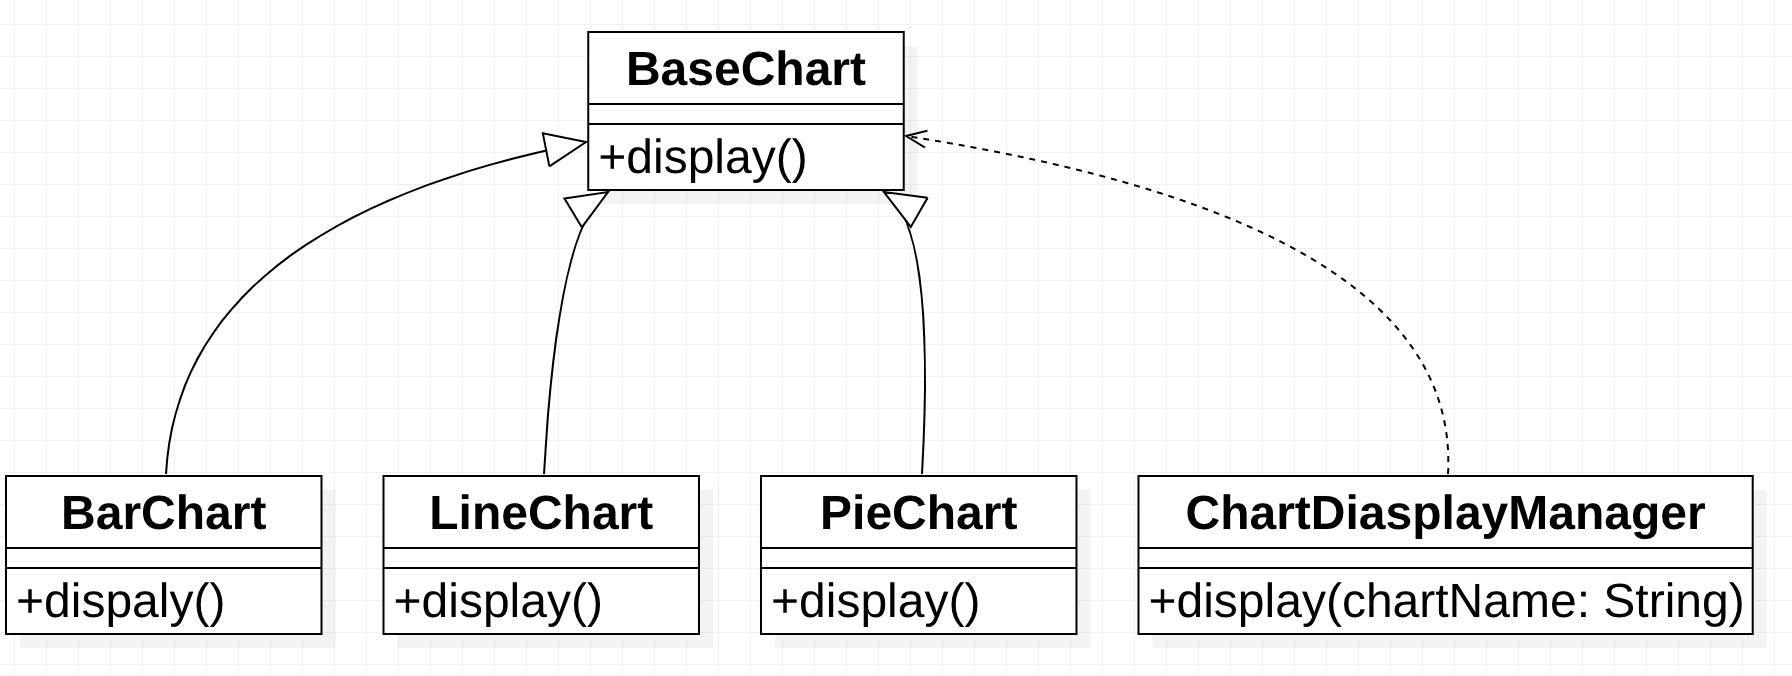 BaseChart
+display()
BarChart
+dispaly()
LineChart
+display()
PieChart
+display()
ChartDiasplayManager
+display(chartName: String)